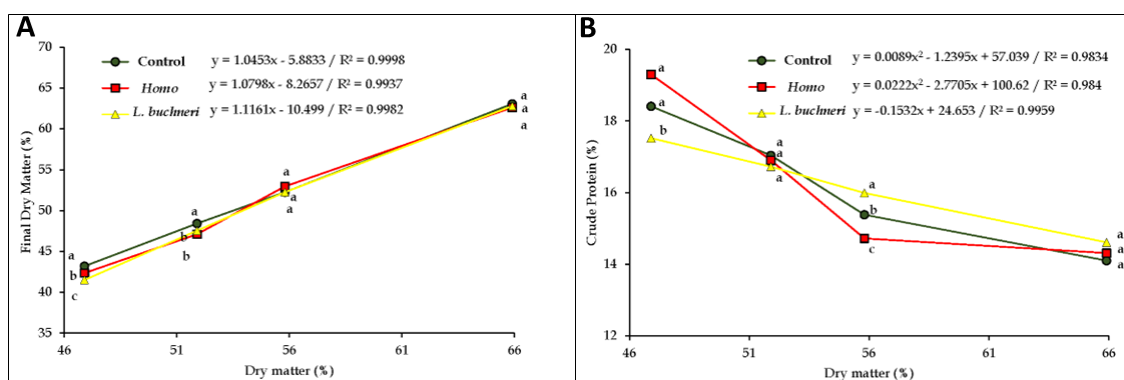 A
70
65
60
55
50
45
40
35
46
51
56
61
66
Final Dry Matter (%)
Dry matter (%)
Control y = 1.0453x - 5.8833 / R² = 0.9998
Homo y = 1.0798x - 8.2657 / R² = 0.9937
L. buchneri y = 1.1161x - 10.499 / R² = 0.9982
a
b
c
a
b
b
a
a
a
a
a
a
B
20
18
16
14
12
46
51
56
61
66
Crude Protein (%)
Dry matter (%)
Control y = 0.0089x² - 1.2395x + 57.039 / R² = 0.9834
Homo y = 0.0222x² - 2.7705x + 100.62 / R² = 0.984
L. buchneri y = -0.1532x + 24.653 / R² = 0.9959
a
a
b
a
a
a
a
b
c
a
a
a